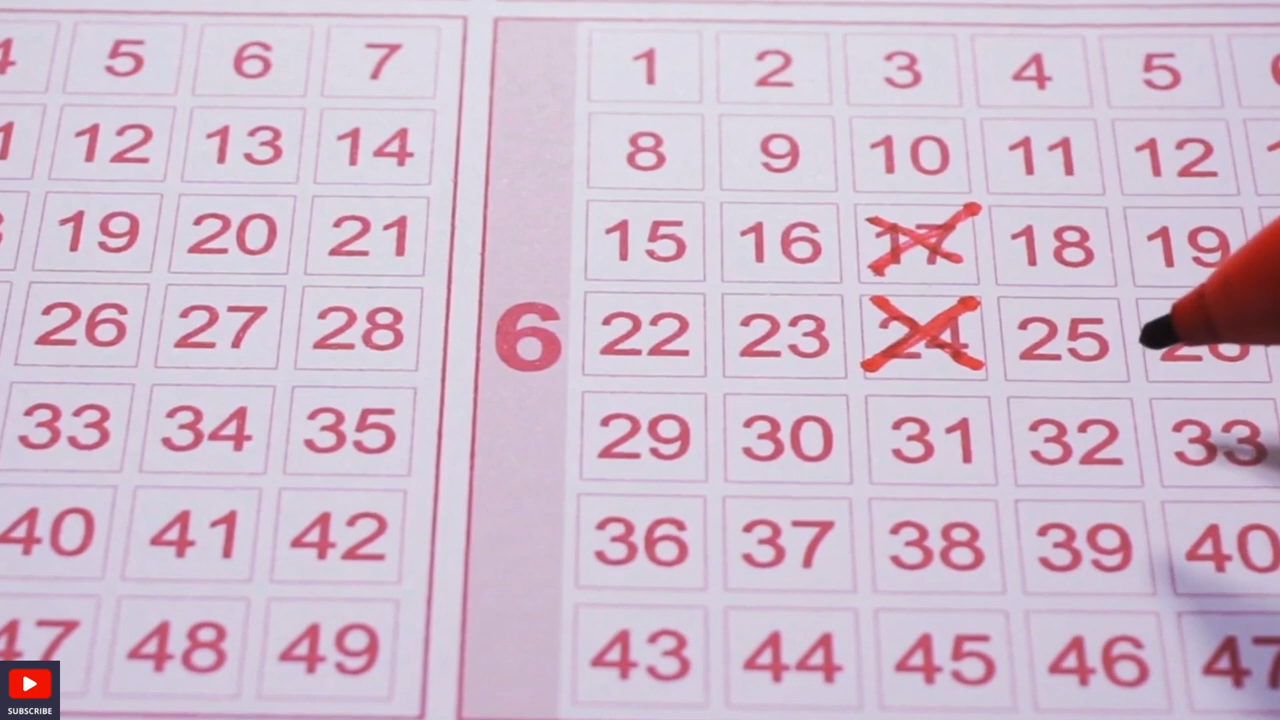 4 5 6 7
11 12 13 14
19 20 21
26 27 28
33 34 35
40 41 42
47 48 49
6
1 2 3 4 5
8 9 10 11 12
15 16 17 18 19
22 23 24 25 26
29 30 31 32 33
36 37 38 39 40
43 44 45 46 47
SUBSCRIBE